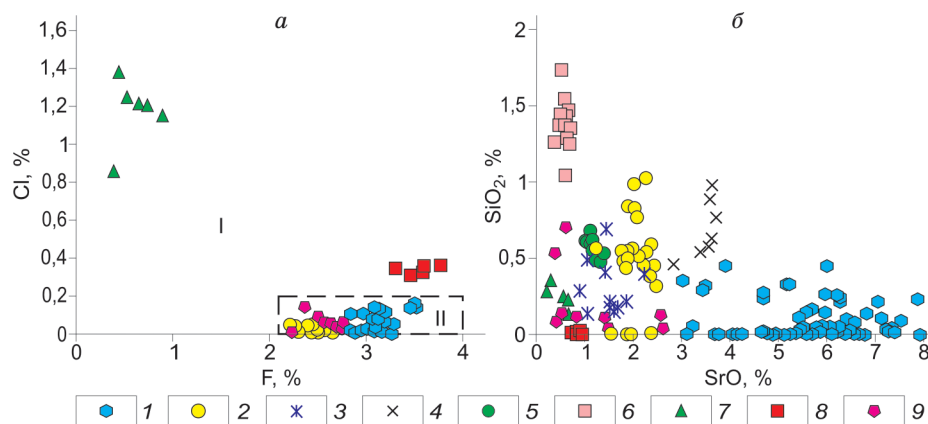 а
б
Cl, %
1,6
1,4
1,2
1
0,8
0,6
0,4
0,2
0
I
II
0 1 2 3 4
F, %
SiO₂, %
2
1,5
1
0,5
0
0 1 2 3 4 5 6 7 8
SrO, %
1 2 3 4 5 6 7 8 9